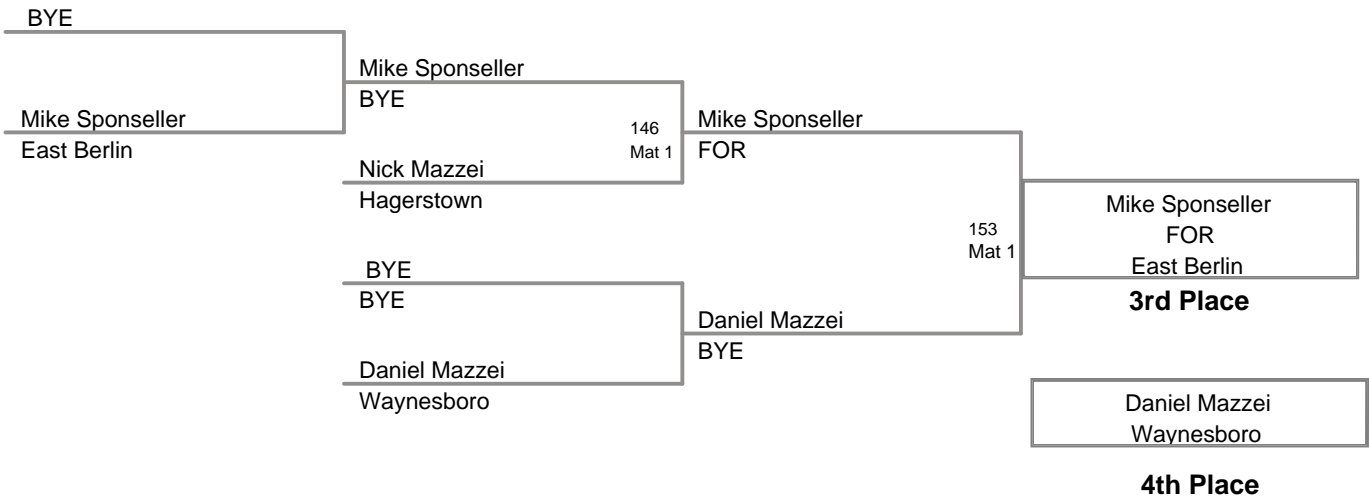 BYE
Mike Sponseller
East Berlin
Mike Sponseller
BYE
Nick Mazzei
Hagerstown
146
Mat 1
BYE
BYE
Daniel Mazzei
Waynesboro
Mike Sponseller
FOR
Daniel Mazzei
BYE
153
Mat 1
Mike Sponseller
FOR
East Berlin
3rd Place
Daniel Mazzei
Waynesboro
4th Place